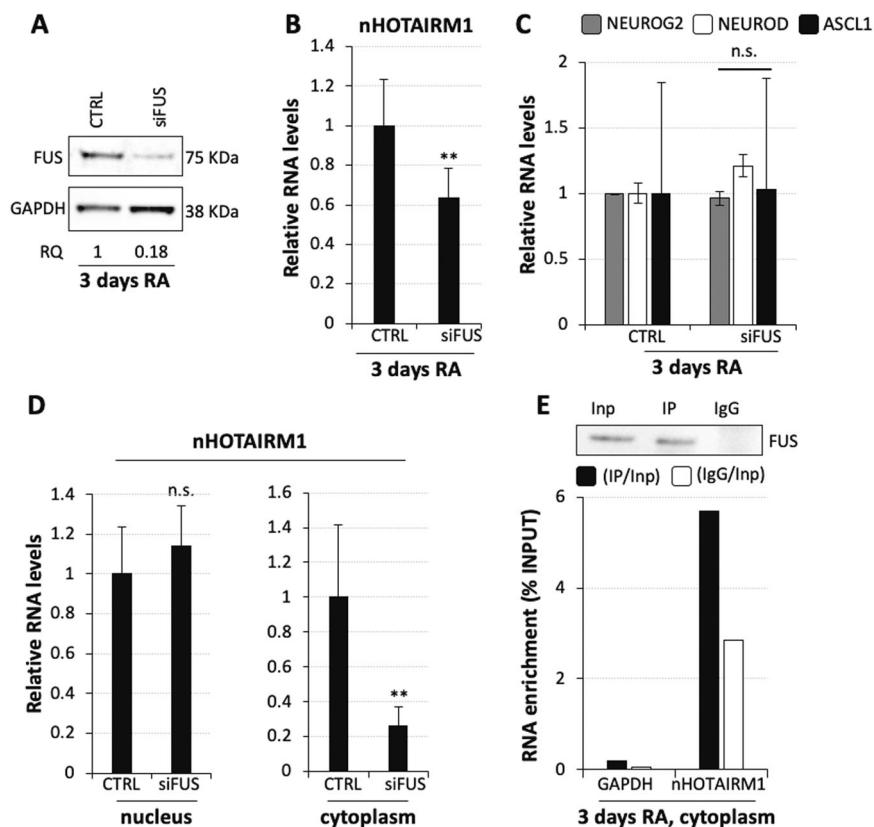 A
CTRL
siFUS
FUS
75 KDa
GAPDH
38 KDa
RQ 1 0.18
3 days RA
B
nHOTAIRM1
Relative RNA levels
1.4
1.2
1
0.8
0.6
0.4
0.2
0
**
CTRL siFUS
3 days RA
C
NEUROG2 NEUROD ASCL1
n.s.
Relative RNA levels
2
1.5
1
0.5
0
CTRL siFUS
3 days RA
D
nHOTAIRM1
Relative RNA levels
1.4
1.2
1
0.8
0.6
0.4
0.2
0
n.s.
CTRL siFUS
nucleus
1.6
1.4
1.2
1
0.8
0.6
0.4
0.2
0
**
CTRL siFUS
cytoplasm
E
Inp IP IgG
FUS
(IP/Inp) (IgG/Inp)
RNA enrichment (% INPUT)
6
4
2
0
GAPDH nHOTAIRM1
3 days RA, cytoplasm